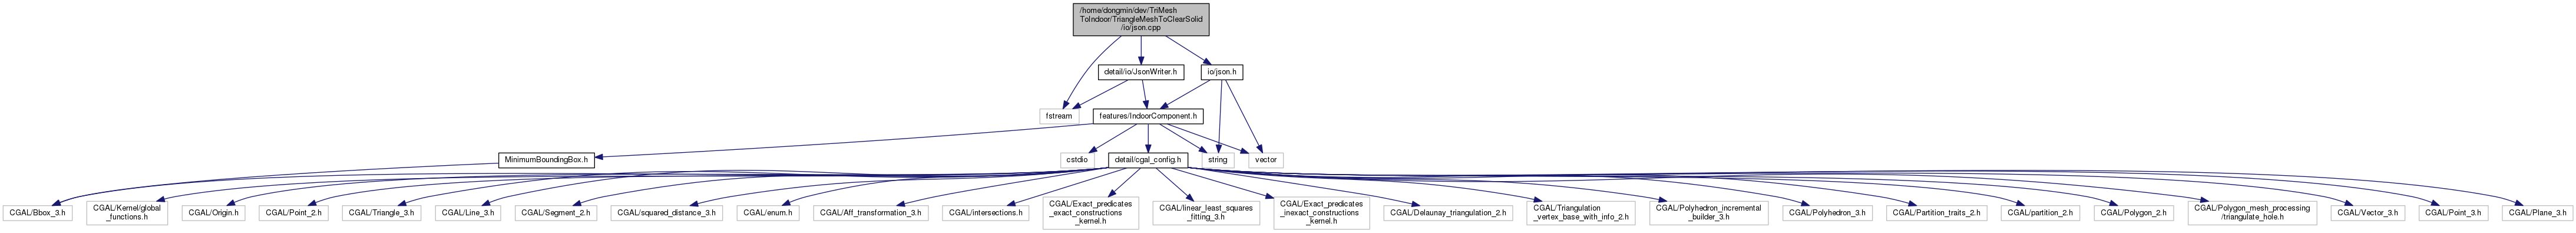 /home/dongmin/dev/TriMesh
ToIndoor/TriangleMeshToClearSolid
/io/json.cpp
detail/io/JsonWriter.h
io/json.h
fstream
features/IndoorComponent.h
MinimumBoundingBox.h
cstdio
detail/cgal_config.h
string
vector
CGAL/Bbox_3.h
CGAL/Kernel/global
_functions.h
CGAL/Origin.h
CGAL/Point_2.h
CGAL/Triangle_3.h
CGAL/Line_3.h
CGAL/Segment_2.h
CGAL/squared_distance_3.h
CGAL/enum.h
CGAL/Aff_transformation_3.h
CGAL/intersections.h
CGAL/Exact_predicates
_exact_constructions
_kernel.h
CGAL/linear_least_squares
_fitting_3.h
CGAL/Exact_predicates
_inexact_constructions
_kernel.h
CGAL/Delaunay_triangulation_2.h
CGAL/Triangulation
_vertex_base_with_info_2.h
CGAL/Polyhedron_incremental
_builder_3.h
CGAL/Polyhedron_3.h
CGAL/Partition_traits_2.h
CGAL/partition_2.h
CGAL/Polygon_2.h
CGAL/Polygon_mesh_processing
/triangulate_hole.h
CGAL/Vector_3.h
CGAL/Point_3.h
CGAL/Plane_3.h